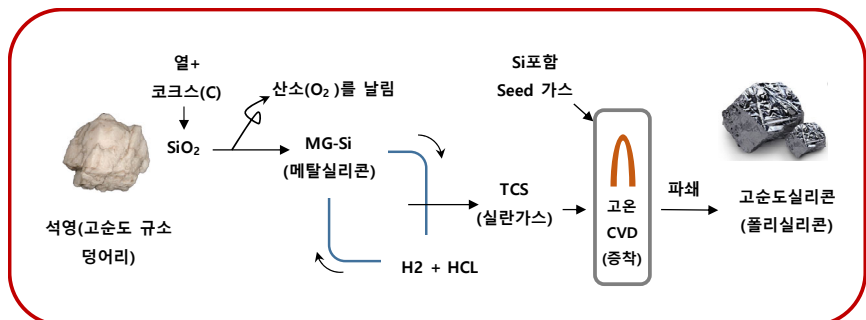 열+
코크스(C)
산소(O₂)를 날림
SiO₂
MG-Si
(메탈실리콘)
석영(고순도 규소
덩어리)
H2 + HCL
TCS
(실란가스)
Si포함
Seed 가스
고온
CVD
(증착)
파쇄
고순도실리콘
(폴리실리콘)